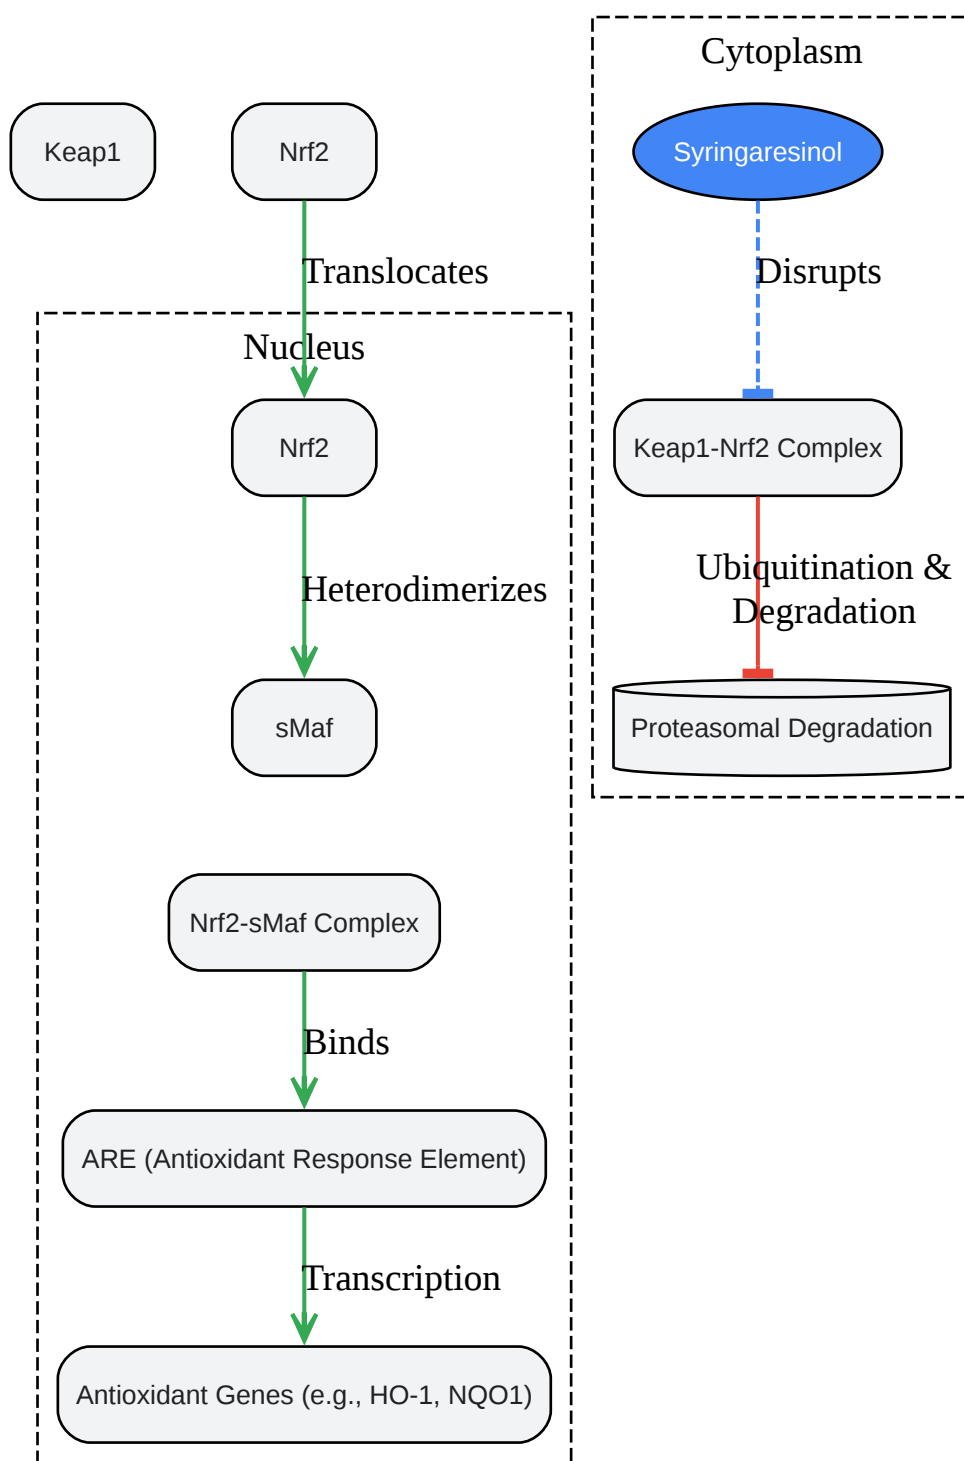 Cytoplasm
Keap1
Nrf2
Syringaresinol
Translocates
Disrupts
Nucleus
Nrf2
Keap1-Nrf2 Complex
Ubiquitination &
Degradation
Heterodimerizes
sMaf
Proteasomal Degradation
Nrf2-sMaf Complex
Binds
ARE (Antioxidant Response Element)
Transcription
Antioxidant Genes (e.g., HO-1, NQO1)